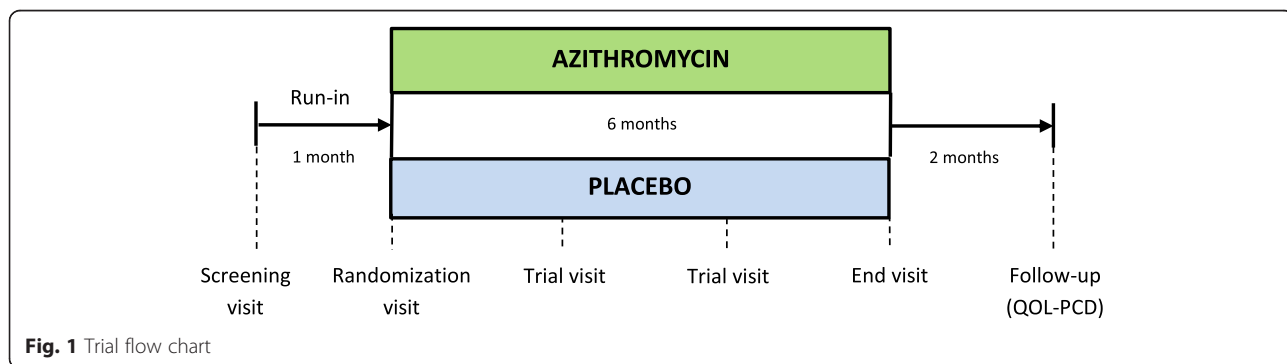 AZITHROMYCIN
Run-in
6 months
1 month
2 months
PLACEBO
Screening
visit
Randomization
visit
Trial visit
Trial visit
End visit
Follow-up
(QOL-PCD)
Fig. 1 Trial flow chart